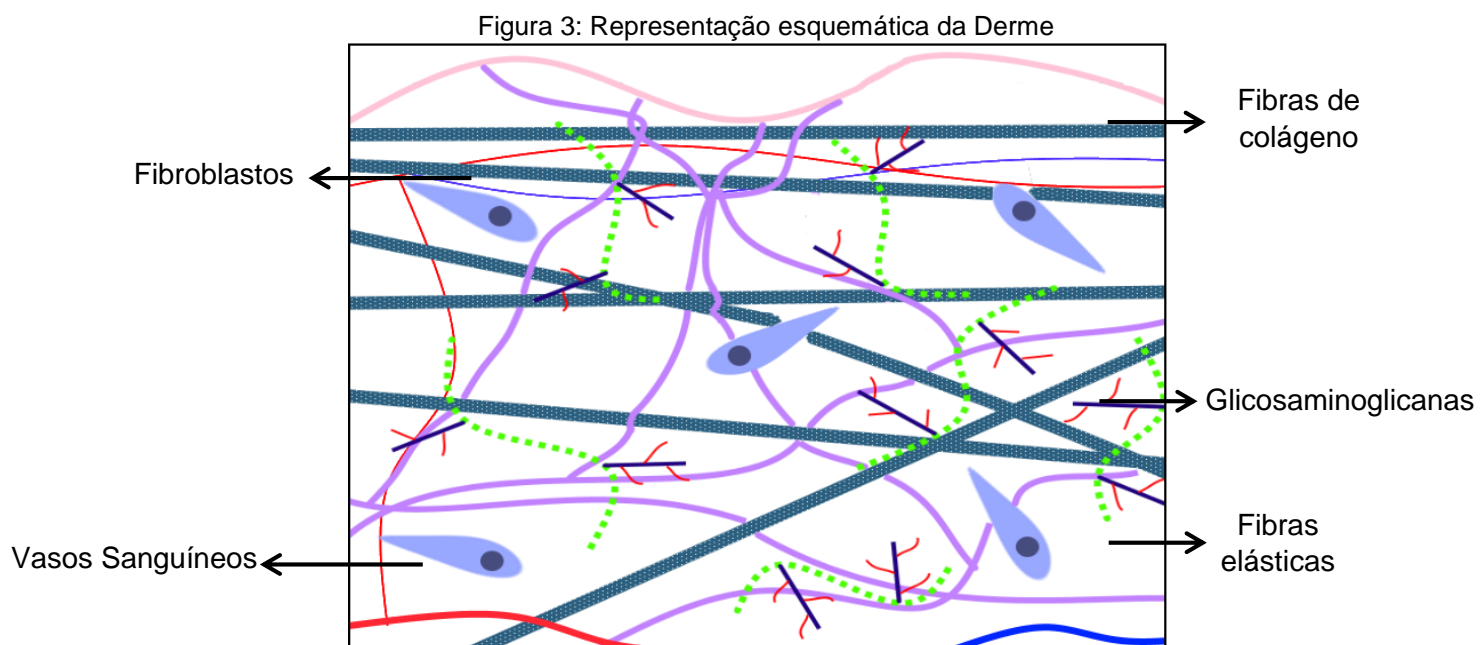 Figura 3: Representação esquemática da Derme
Fibras de
colágeno
Fibroblastos
Glicosaminoglicanas
Fibras
elásticas
Vasos Sanguíneos